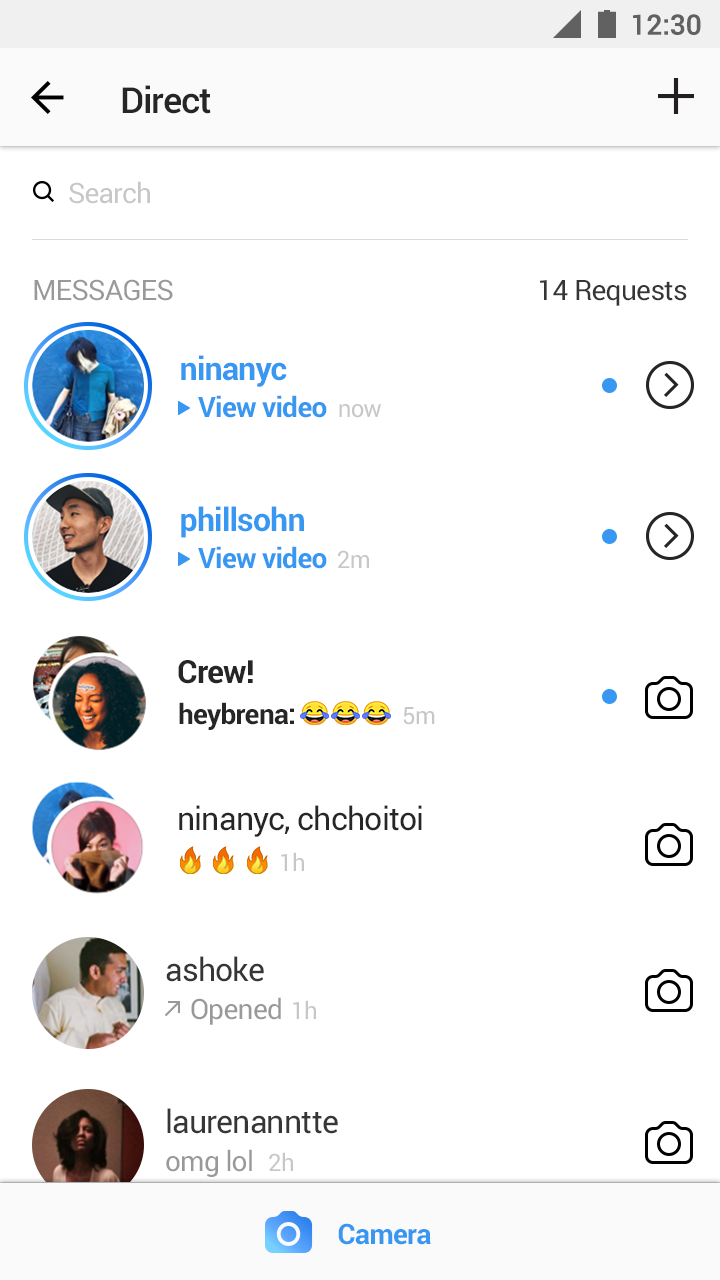 12:30
Direct
Search
MESSAGES 14 Requests
ninanyc
View video now
phillsohn
View video 2m
Crew!
heybrena: 😂😂😂 5m
ninanyc, chchoitoi
🔥🔥🔥 1h
ashoke
Opened 1h
laurenanntte
omg lol 2h
Camera